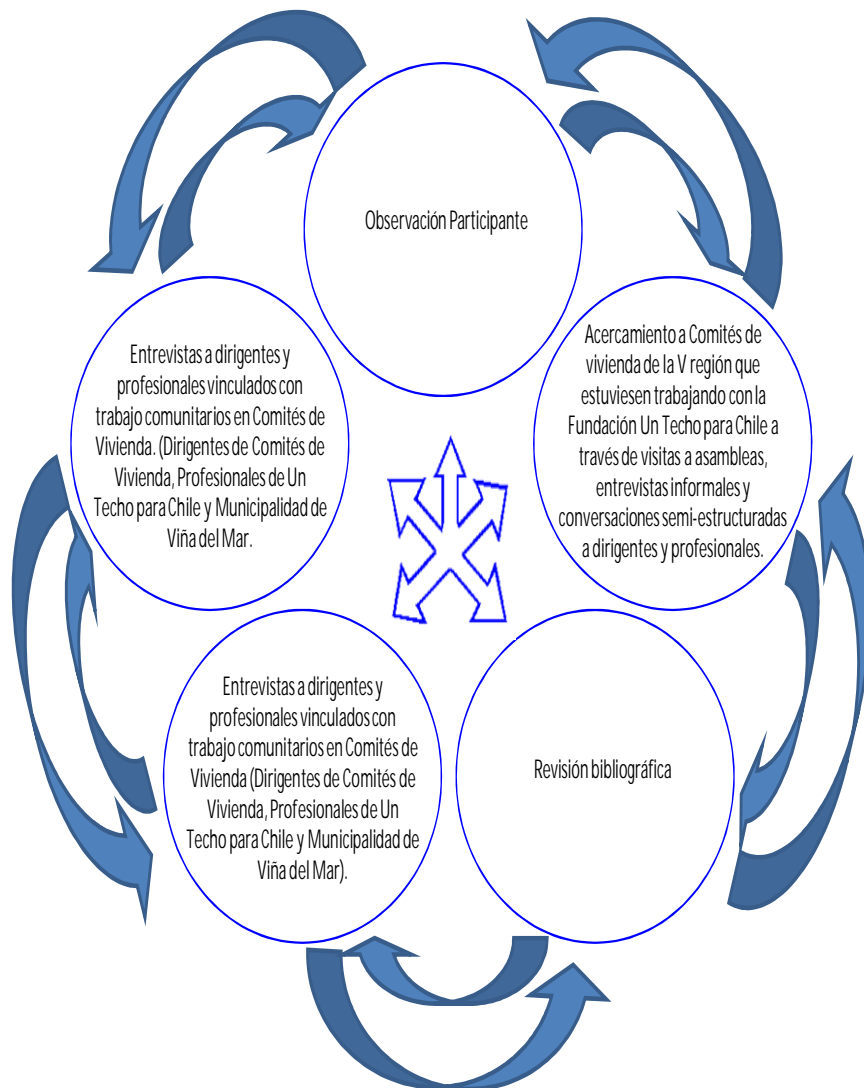 Observación Participante
Entrevistas a dirigentes y
profesionales vinculados con
trabajo comunitarios en Comités de
Vivienda. (Dirigentes de Comités de
Vivienda, Profesionales de Un
Techo para Chile y Municipalidad de
Viña del Mar.
Acercamiento a Comités de
vivienda de la V región que
estuviesen trabajando con la
Fundación Un Techo para Chile a
través de visitas a asambleas,
entrevistas informales y
conversaciones semi-estructuradas
a dirigentes y profesionales.
Entrevistas a dirigentes y
profesionales vinculados con
trabajo comunitarios en Comités de
Vivienda (Dirigentes de Comités de
Vivienda, Profesionales de Un
Techo para Chile y Municipalidad de
Viña del Mar).
Revisión bibliográfica